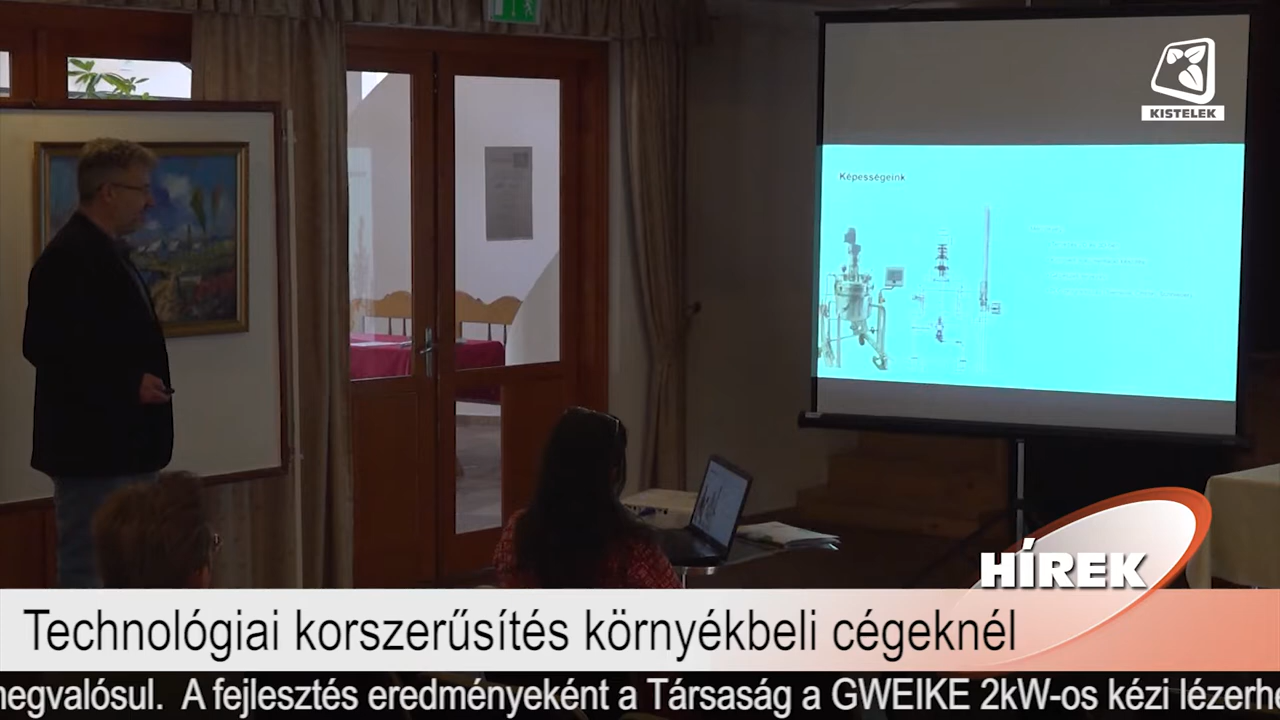 KISTELEK
Képességeink
HÍREK
Technológiai korszerűsítés környékbeli cégeknél
megvalósul. A fejlesztés eredményeként a Társaság a GWEIKE 2kW-os kézi lézerhe